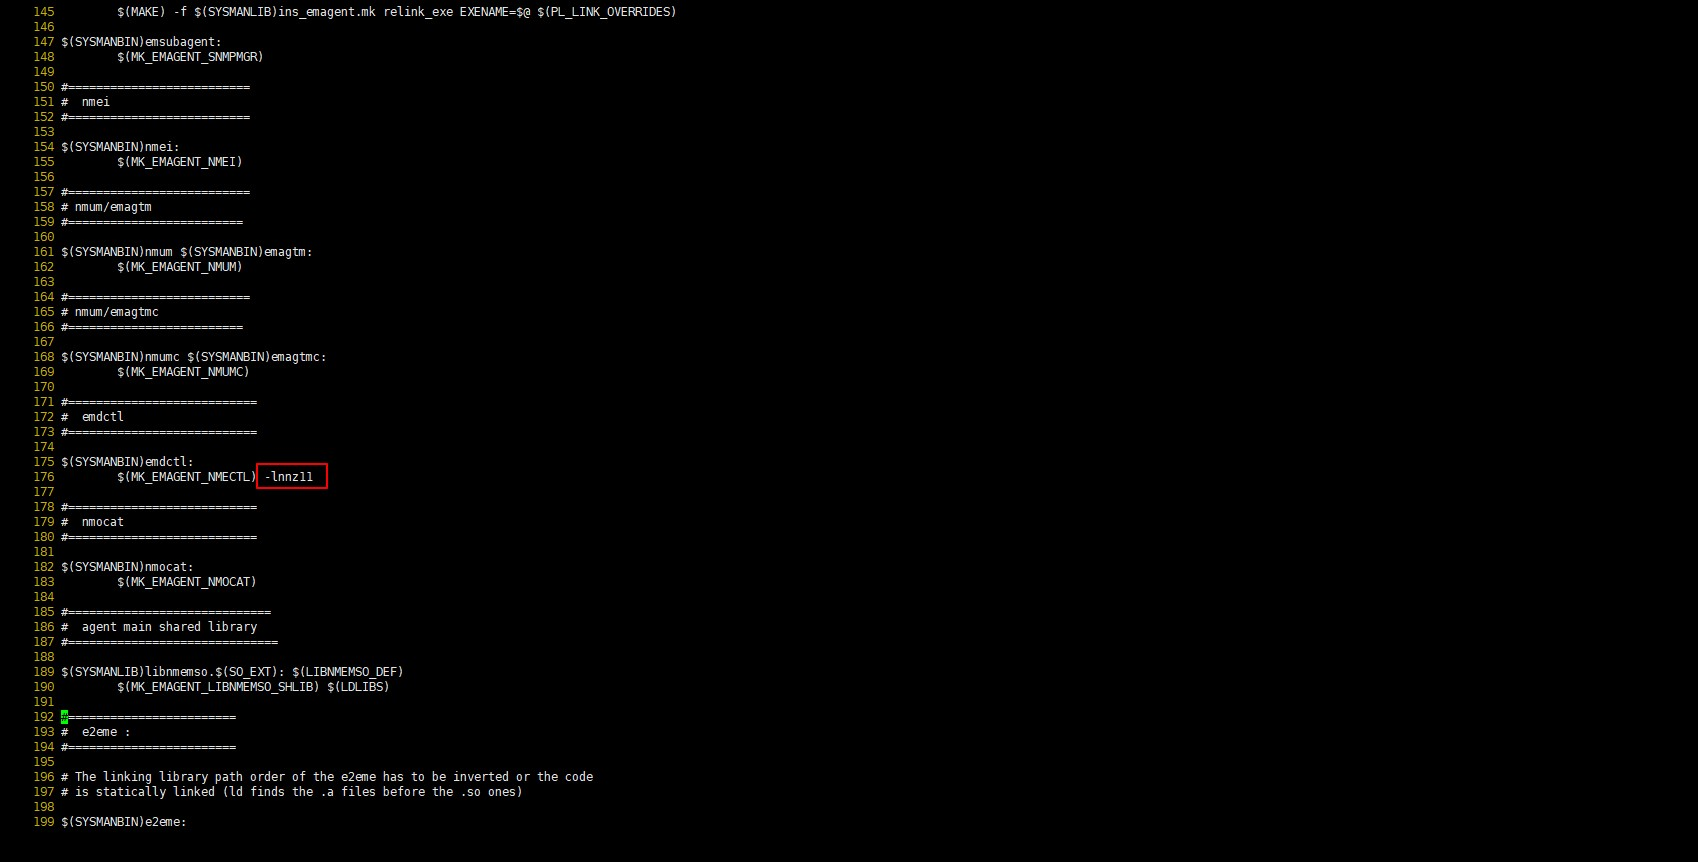 145         $(MAKE) -f $(SYSMANLIB)ins_emagent.mk relink_exe EXENAME=$@ $(PL_LINK_OVERRIDES)
146
147 $(SYSMANBIN)emsubagent:
148         $(MK_EMAGENT_SNMPMGR)
149
150 #==========================
151 #  nmei
152 #==========================
153
154 $(SYSMANBIN)nmei:
155         $(MK_EMAGENT_NMEI)
156
157 #==========================
158 # nmum/emagtm
159 #=========================
160
161 $(SYSMANBIN)nmum $(SYSMANBIN)emagtm:
162         $(MK_EMAGENT_NMUM)
163
164 #==========================
165 # nmum/emagtmc
166 #=========================
167
168 $(SYSMANBIN)nmumc $(SYSMANBIN)emagtmc:
169         $(MK_EMAGENT_NMUMC)
170
171 #===========================
172 #  emdctl
173 #===========================
174
175 $(SYSMANBIN)emdctl:
176         $(MK_EMAGENT_NMECTL) -lnnz11
177
178 #===========================
179 #  nmocat
180 #===========================
181
182 $(SYSMANBIN)nmocat:
183         $(MK_EMAGENT_NMOCAT)
184
185 #=============================
186 #  agent main shared library
187 #==============================
188
189 $(SYSMANLIB)libnmemso.$(SO_EXT): $(LIBNMEMSO_DEF)
190         $(MK_EMAGENT_LIBNMEMSO_SHLIB) $(LDLIBS)
191
192 #========================
193 #  e2eme :
194 #========================
195
196 # The linking library path order of the e2eme has to be inverted or the code
197 # is statically linked (ld finds the .a files before the .so ones)
198
199 $(SYSMANBIN)e2eme: